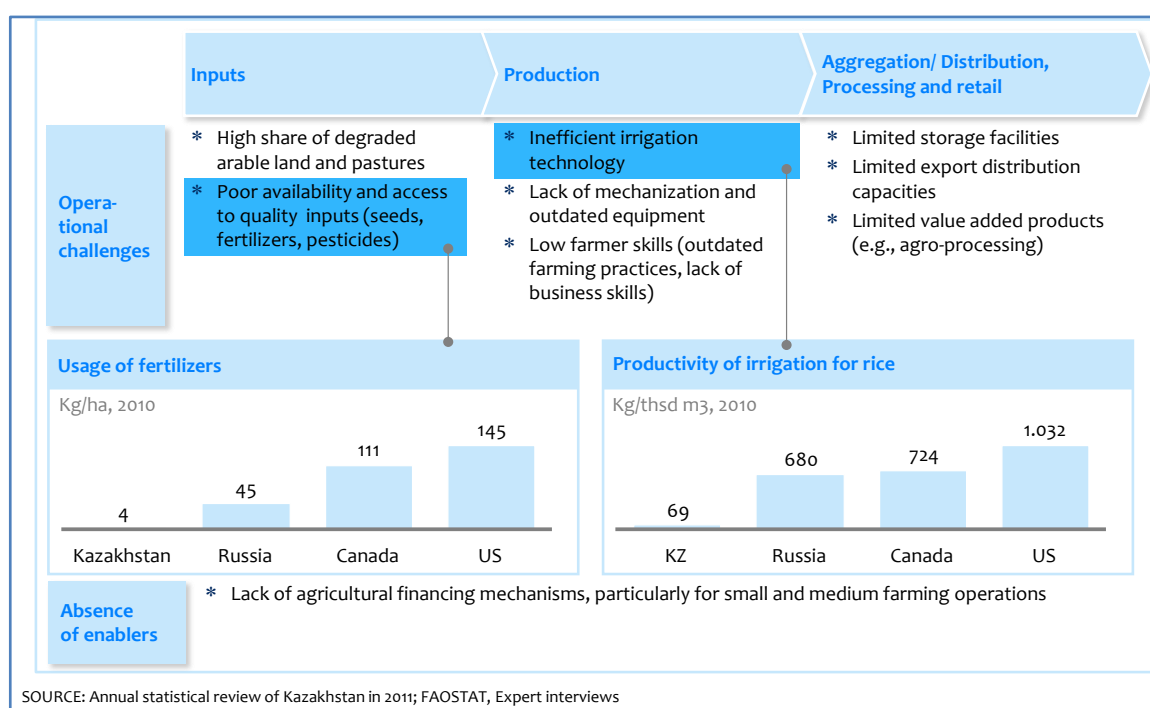 Inputs
Production
Aggregation/ Distribution,
Processing and retail
Opera-
tional
challenges
* High share of degraded
arable land and pastures
* Poor availability and access
to quality inputs (seeds,
fertilizers, pesticides)
* Inefficient irrigation
technology
* Lack of mechanization and
outdated equipment
* Low farmer skills (outdated
farming practices, lack of
business skills)
* Limited storage facilities
* Limited export distribution
capacities
* Limited value added products
(e.g., agro-processing)
Usage of fertilizers
Kg/ha, 2010
4
45
111
145
Kazakhstan
Russia
Canada
US
Productivity of irrigation for rice
Kg/thsd m3, 2010
69
680
724
1.032
KZ
Russia
Canada
US
Absence
of enablers
* Lack of agricultural financing mechanisms, particularly for small and medium farming operations
SOURCE: Annual statistical review of Kazakhstan in 2011; FAOSTAT, Expert interviews